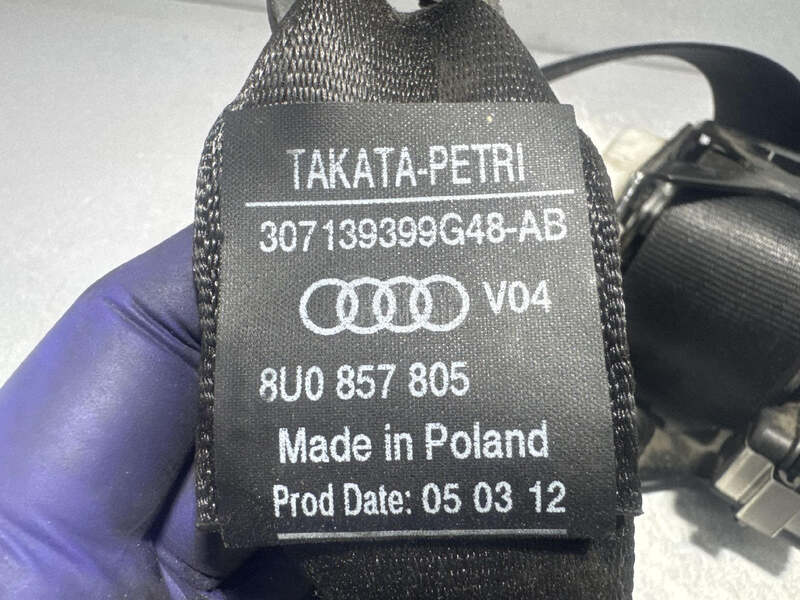 TAKATA-PETRI
307139399G48-AB
V04
8U0 857 805
Made in Poland
Prod Date: 05 03 12